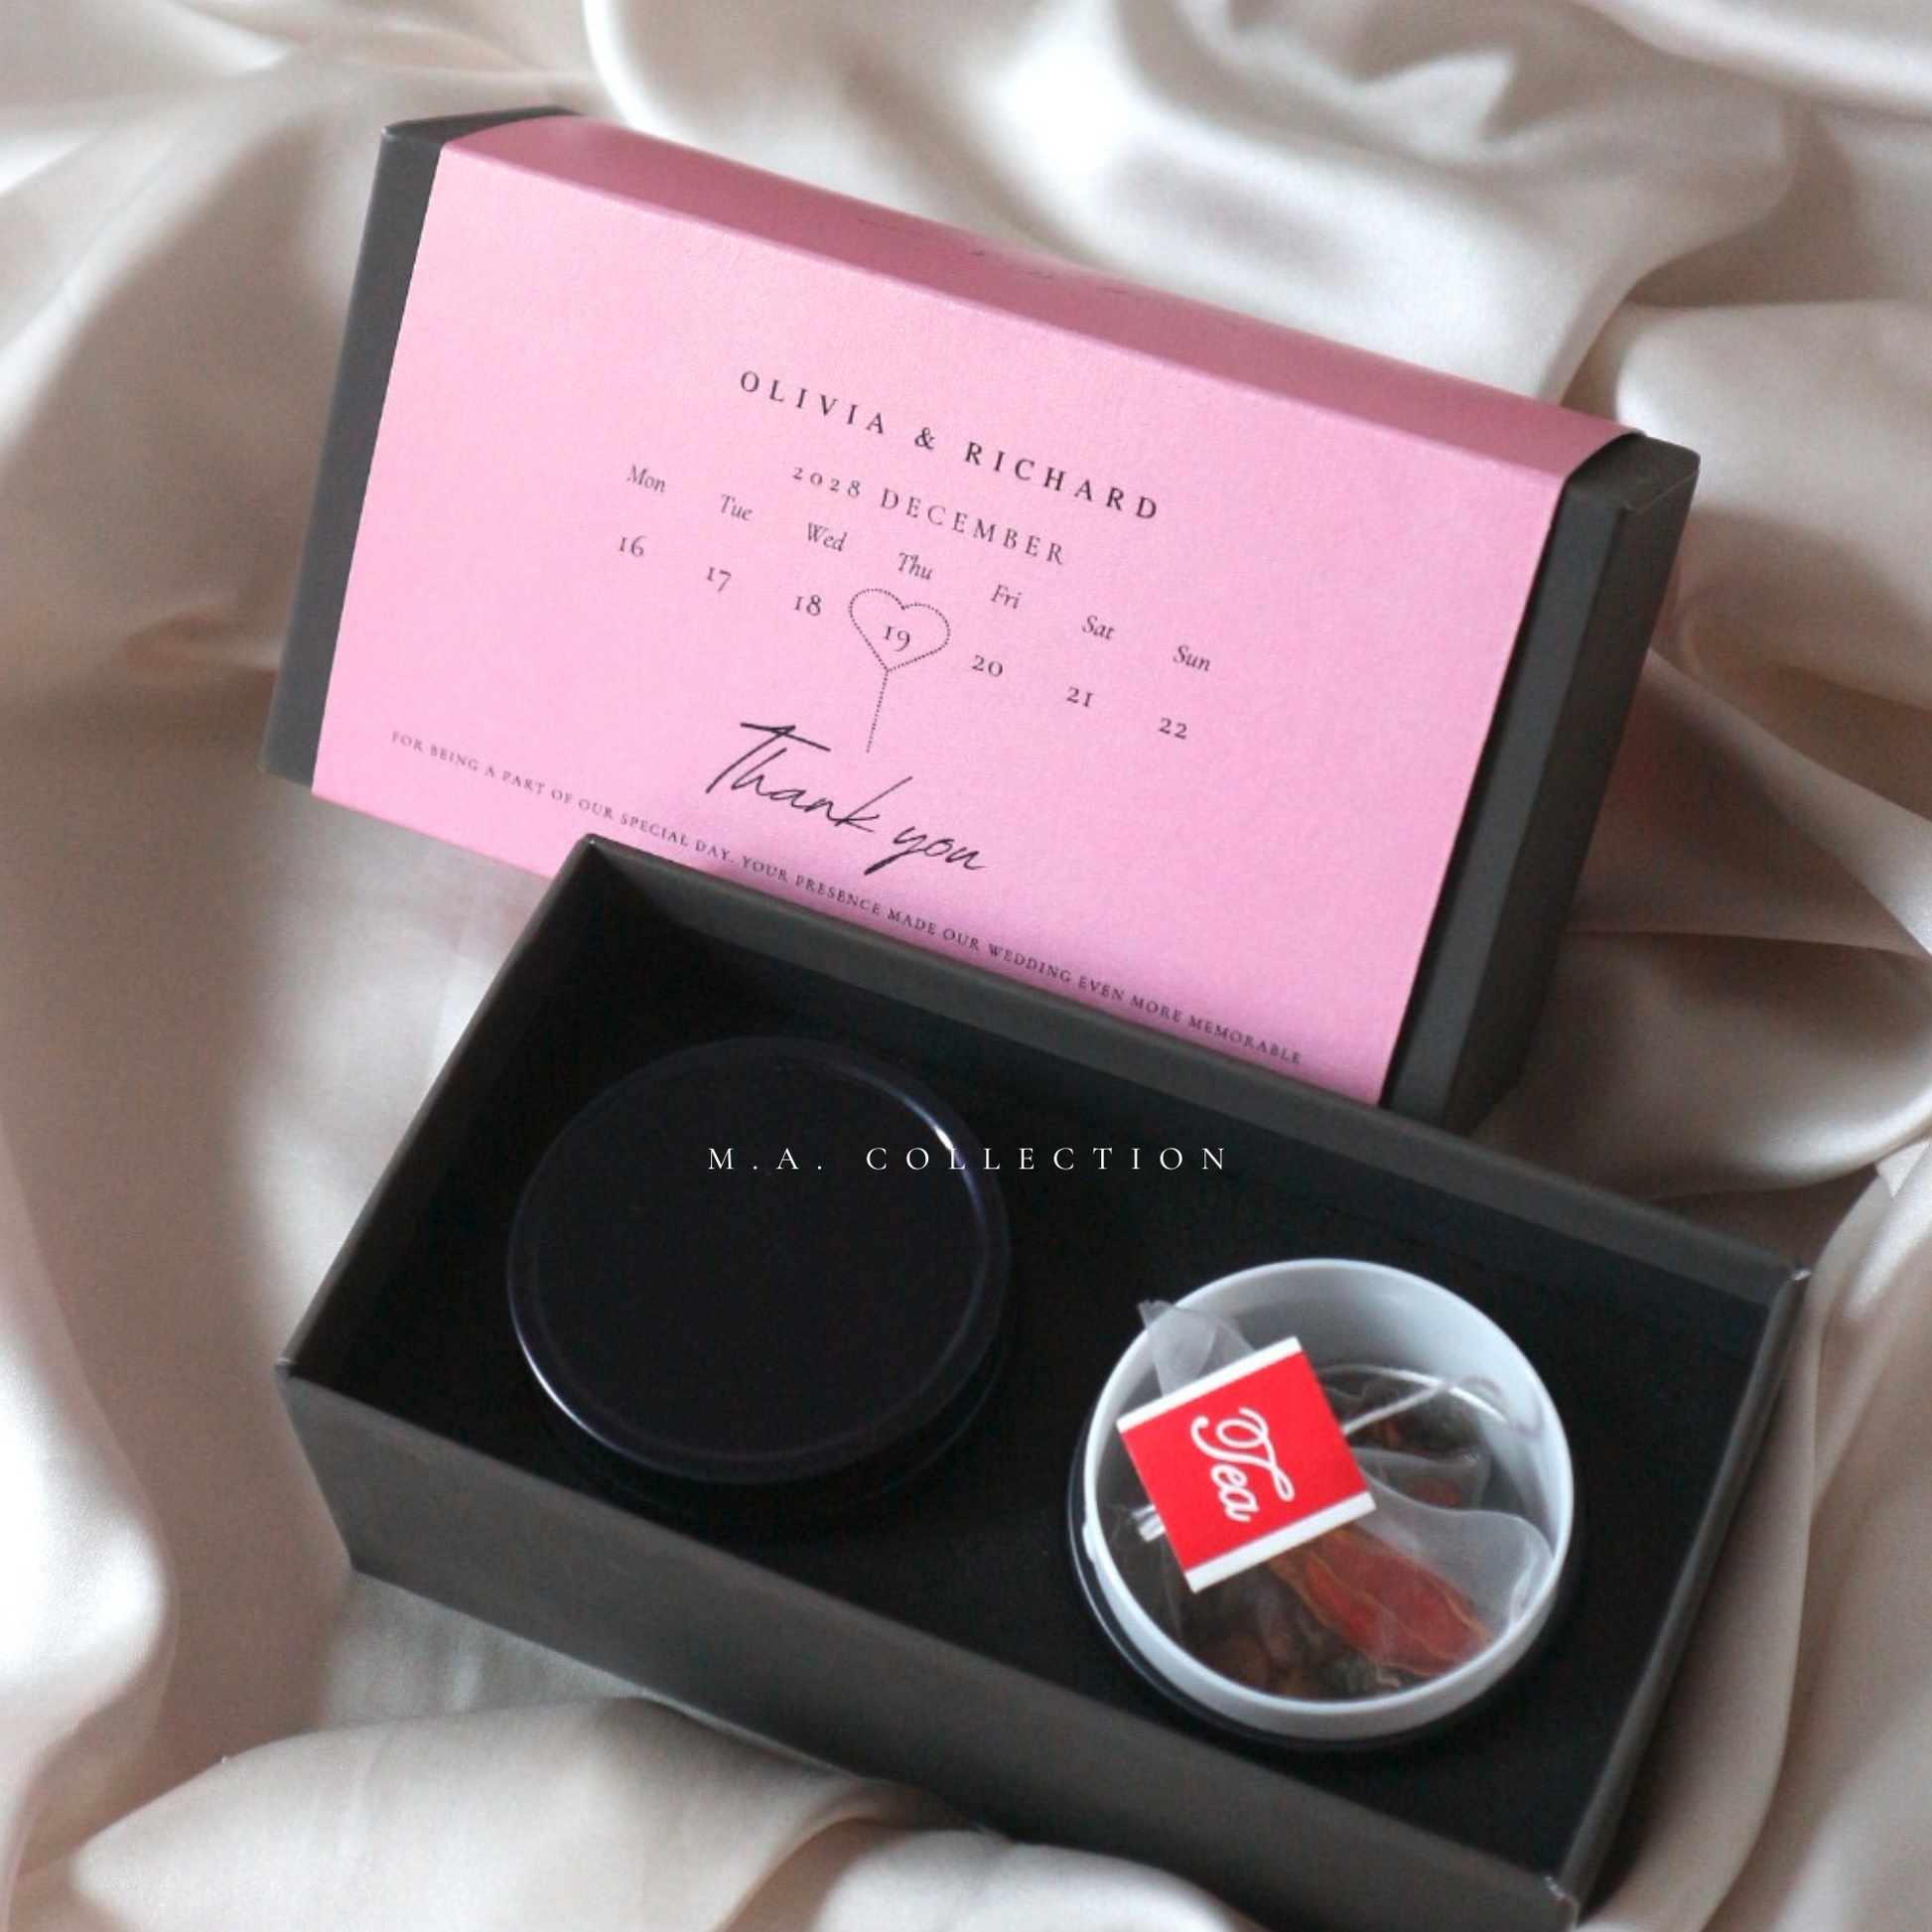 OLIVIA & RICHARD
2028 DECEMBER
Mon Tue Wed Thu Fri Sat Sun
16 17 18 19 20 21 22
Thank you
FOR BEING A PART OF OUR SPECIAL DAY. YOUR PRESENCE MADE OUR WEDDING EVEN MORE MEMORABLE
M.A. COLLECTION
Tea